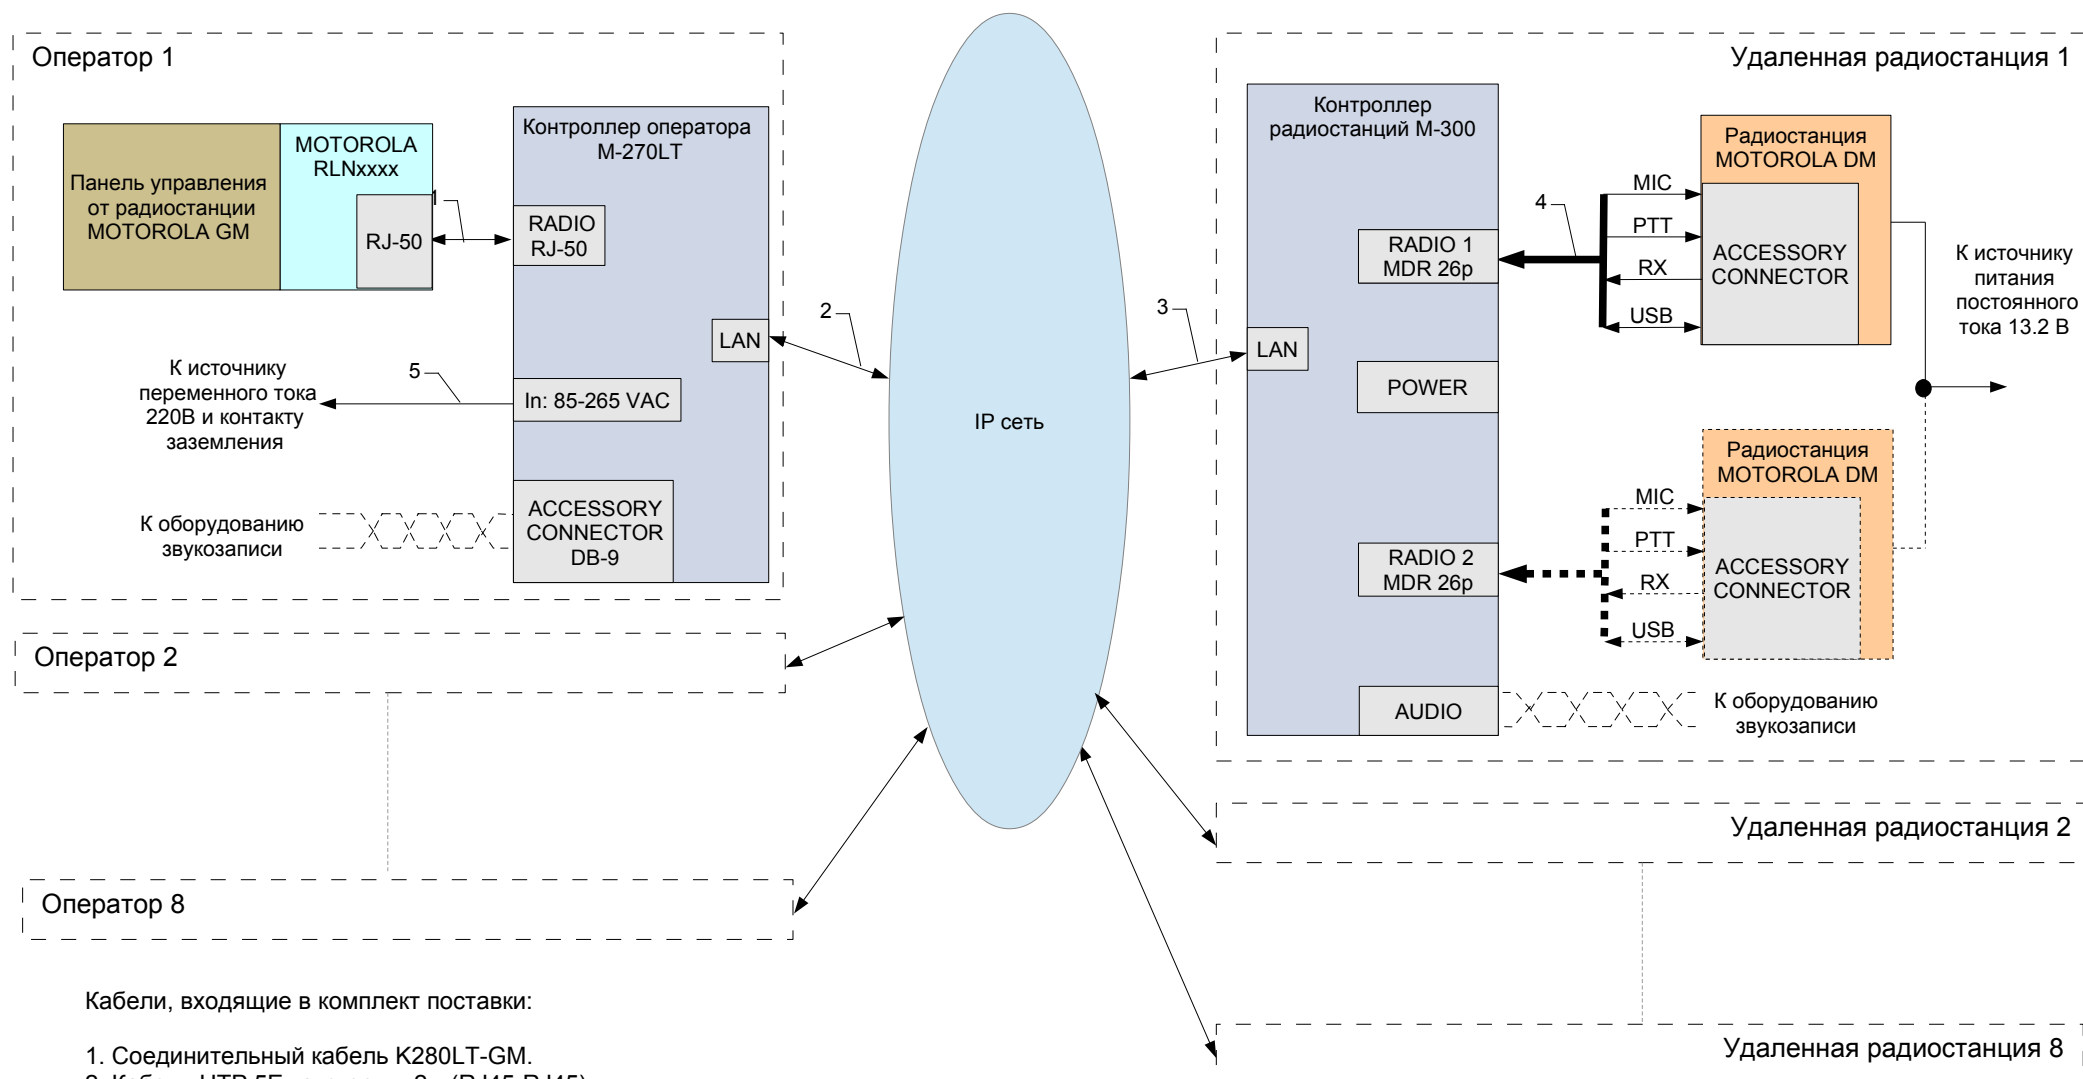 Оператор 1
Панель управления
от радиостанции
MOTOROLA GM
MOTOROLA
RLNxxxx
RJ-50
1
Контроллер оператора
M-270LT
RADIO
RJ-50
LAN
2
К источнику
переменного тока
220В и контакту
заземления
5
In: 85-265 VAC
К оборудованию
звукозаписи
ACCESSORY
CONNECTOR
DB-9
Оператор 2
Оператор 8
IP сеть
Удаленная радиостанция 1
3
Контроллер
радиостанций М-300
LAN
RADIO 1
MDR 26p
POWER
RADIO 2
MDR 26p
AUDIO
4
MIC
PTT
RX
USB
Радиостанция
MOTOROLA DM
ACCESSORY
CONNECTOR
К источнику
питания
постоянного
тока 13.2 В
MIC
PTT
RX
USB
Радиостанция
MOTOROLA DM
ACCESSORY
CONNECTOR
К оборудованию
звукозаписи
Удаленная радиостанция 2
Удаленная радиостанция 8
Кабели, входящие в комплект поставки:
1. Соединительный кабель K280LT-GM.